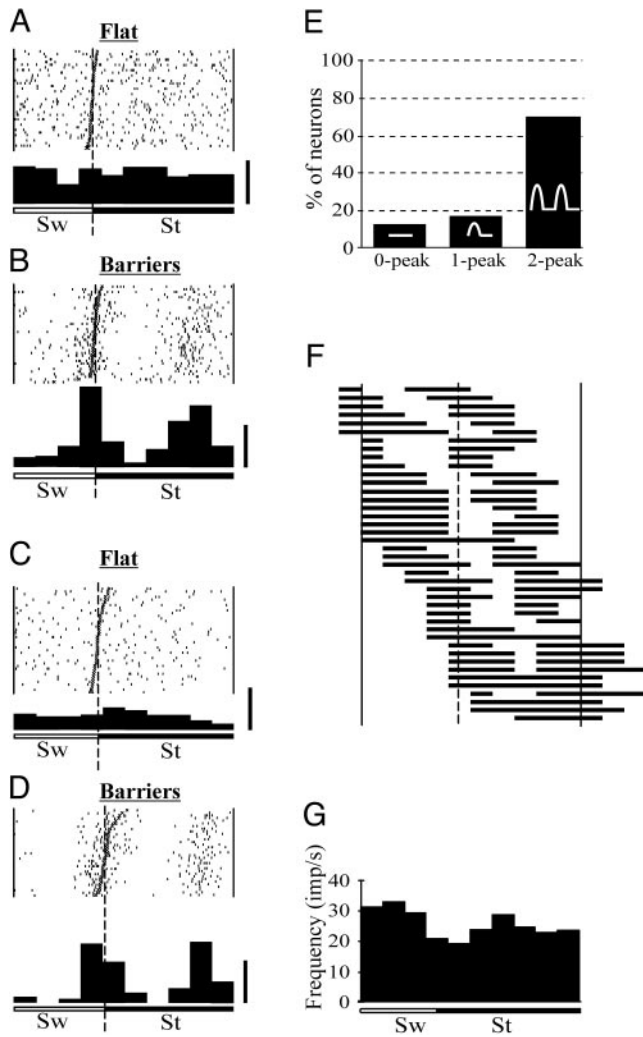 A
Flat
Sw St
B
Barriers
Sw St
C
Flat
Sw St
D
Barriers
Sw St
E
% of neurons
100
80
60
40
20
0
0-peak 1-peak 2-peak
F
G
Frequency (imp/s)
40
30
20
10
0
Sw St